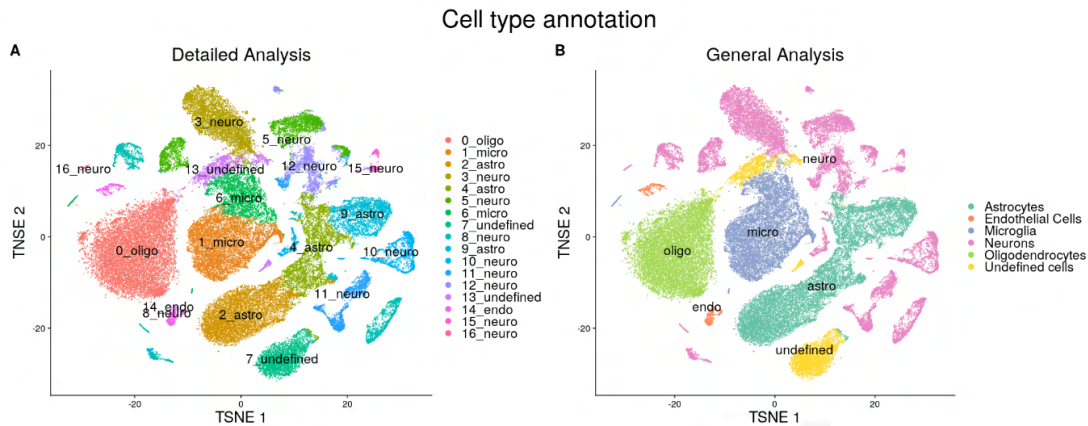 Cell type annotation
A
Detailed Analysis
TNSE 2
20
0
-20
-20
0
20
TSNE 1
3_neuro
5_neuro
16_neuro
13_undefined
12_neuro
15_neuro
6_micro
9_astro
0_oligo
1_micro
4_astro
10_neuro
14_endo
8_neuro
11_neuro
2_astro
7_undefined
0_oligo
1_micro
2_astro
3_neuro
4_astro
5_neuro
6_micro
7_undefined
8_neuro
9_astro
10_neuro
11_neuro
12_neuro
13_undefined
14_endo
15_neuro
16_neuro
B
General Analysis
TNSE 2
20
0
-20
-20
0
20
TSNE 1
neuro
micro
oligo
astro
endo
undefined
Astrocytes
Endothelial Cells
Microglia
Neurons
Oligodendrocytes
Undefined cells